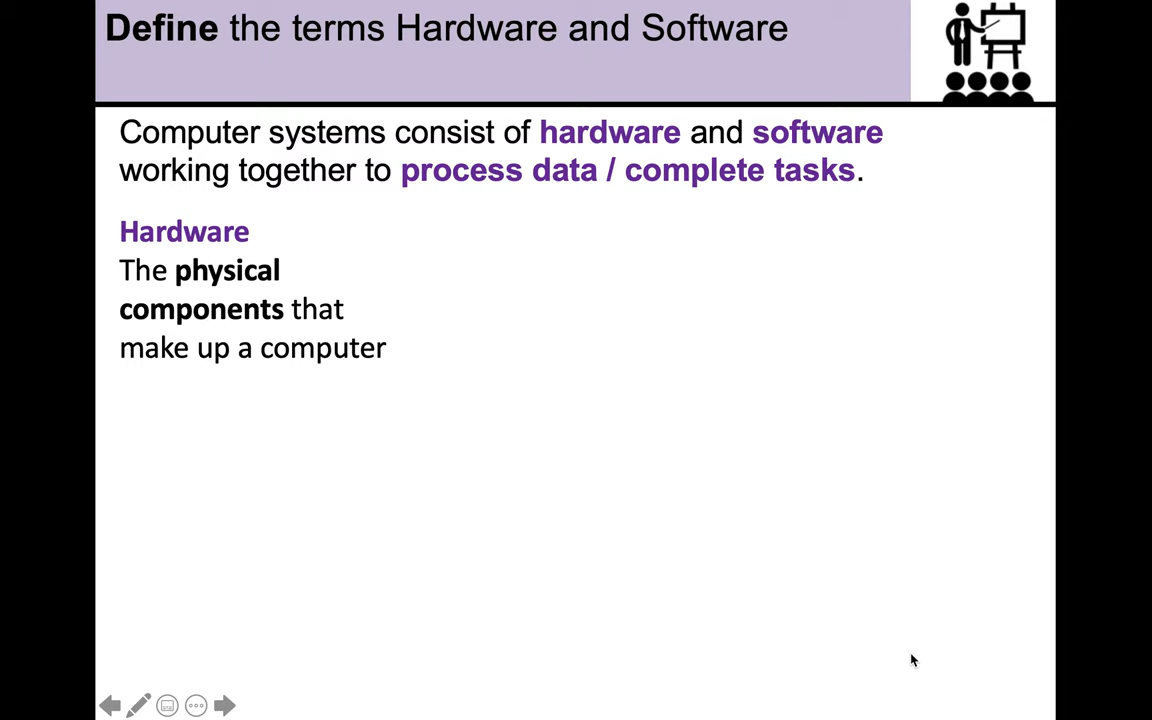 Define the terms Hardware and Software
Computer systems consist of hardware and software
working together to process data / complete tasks.
Hardware
The physical
components that
make up a computer